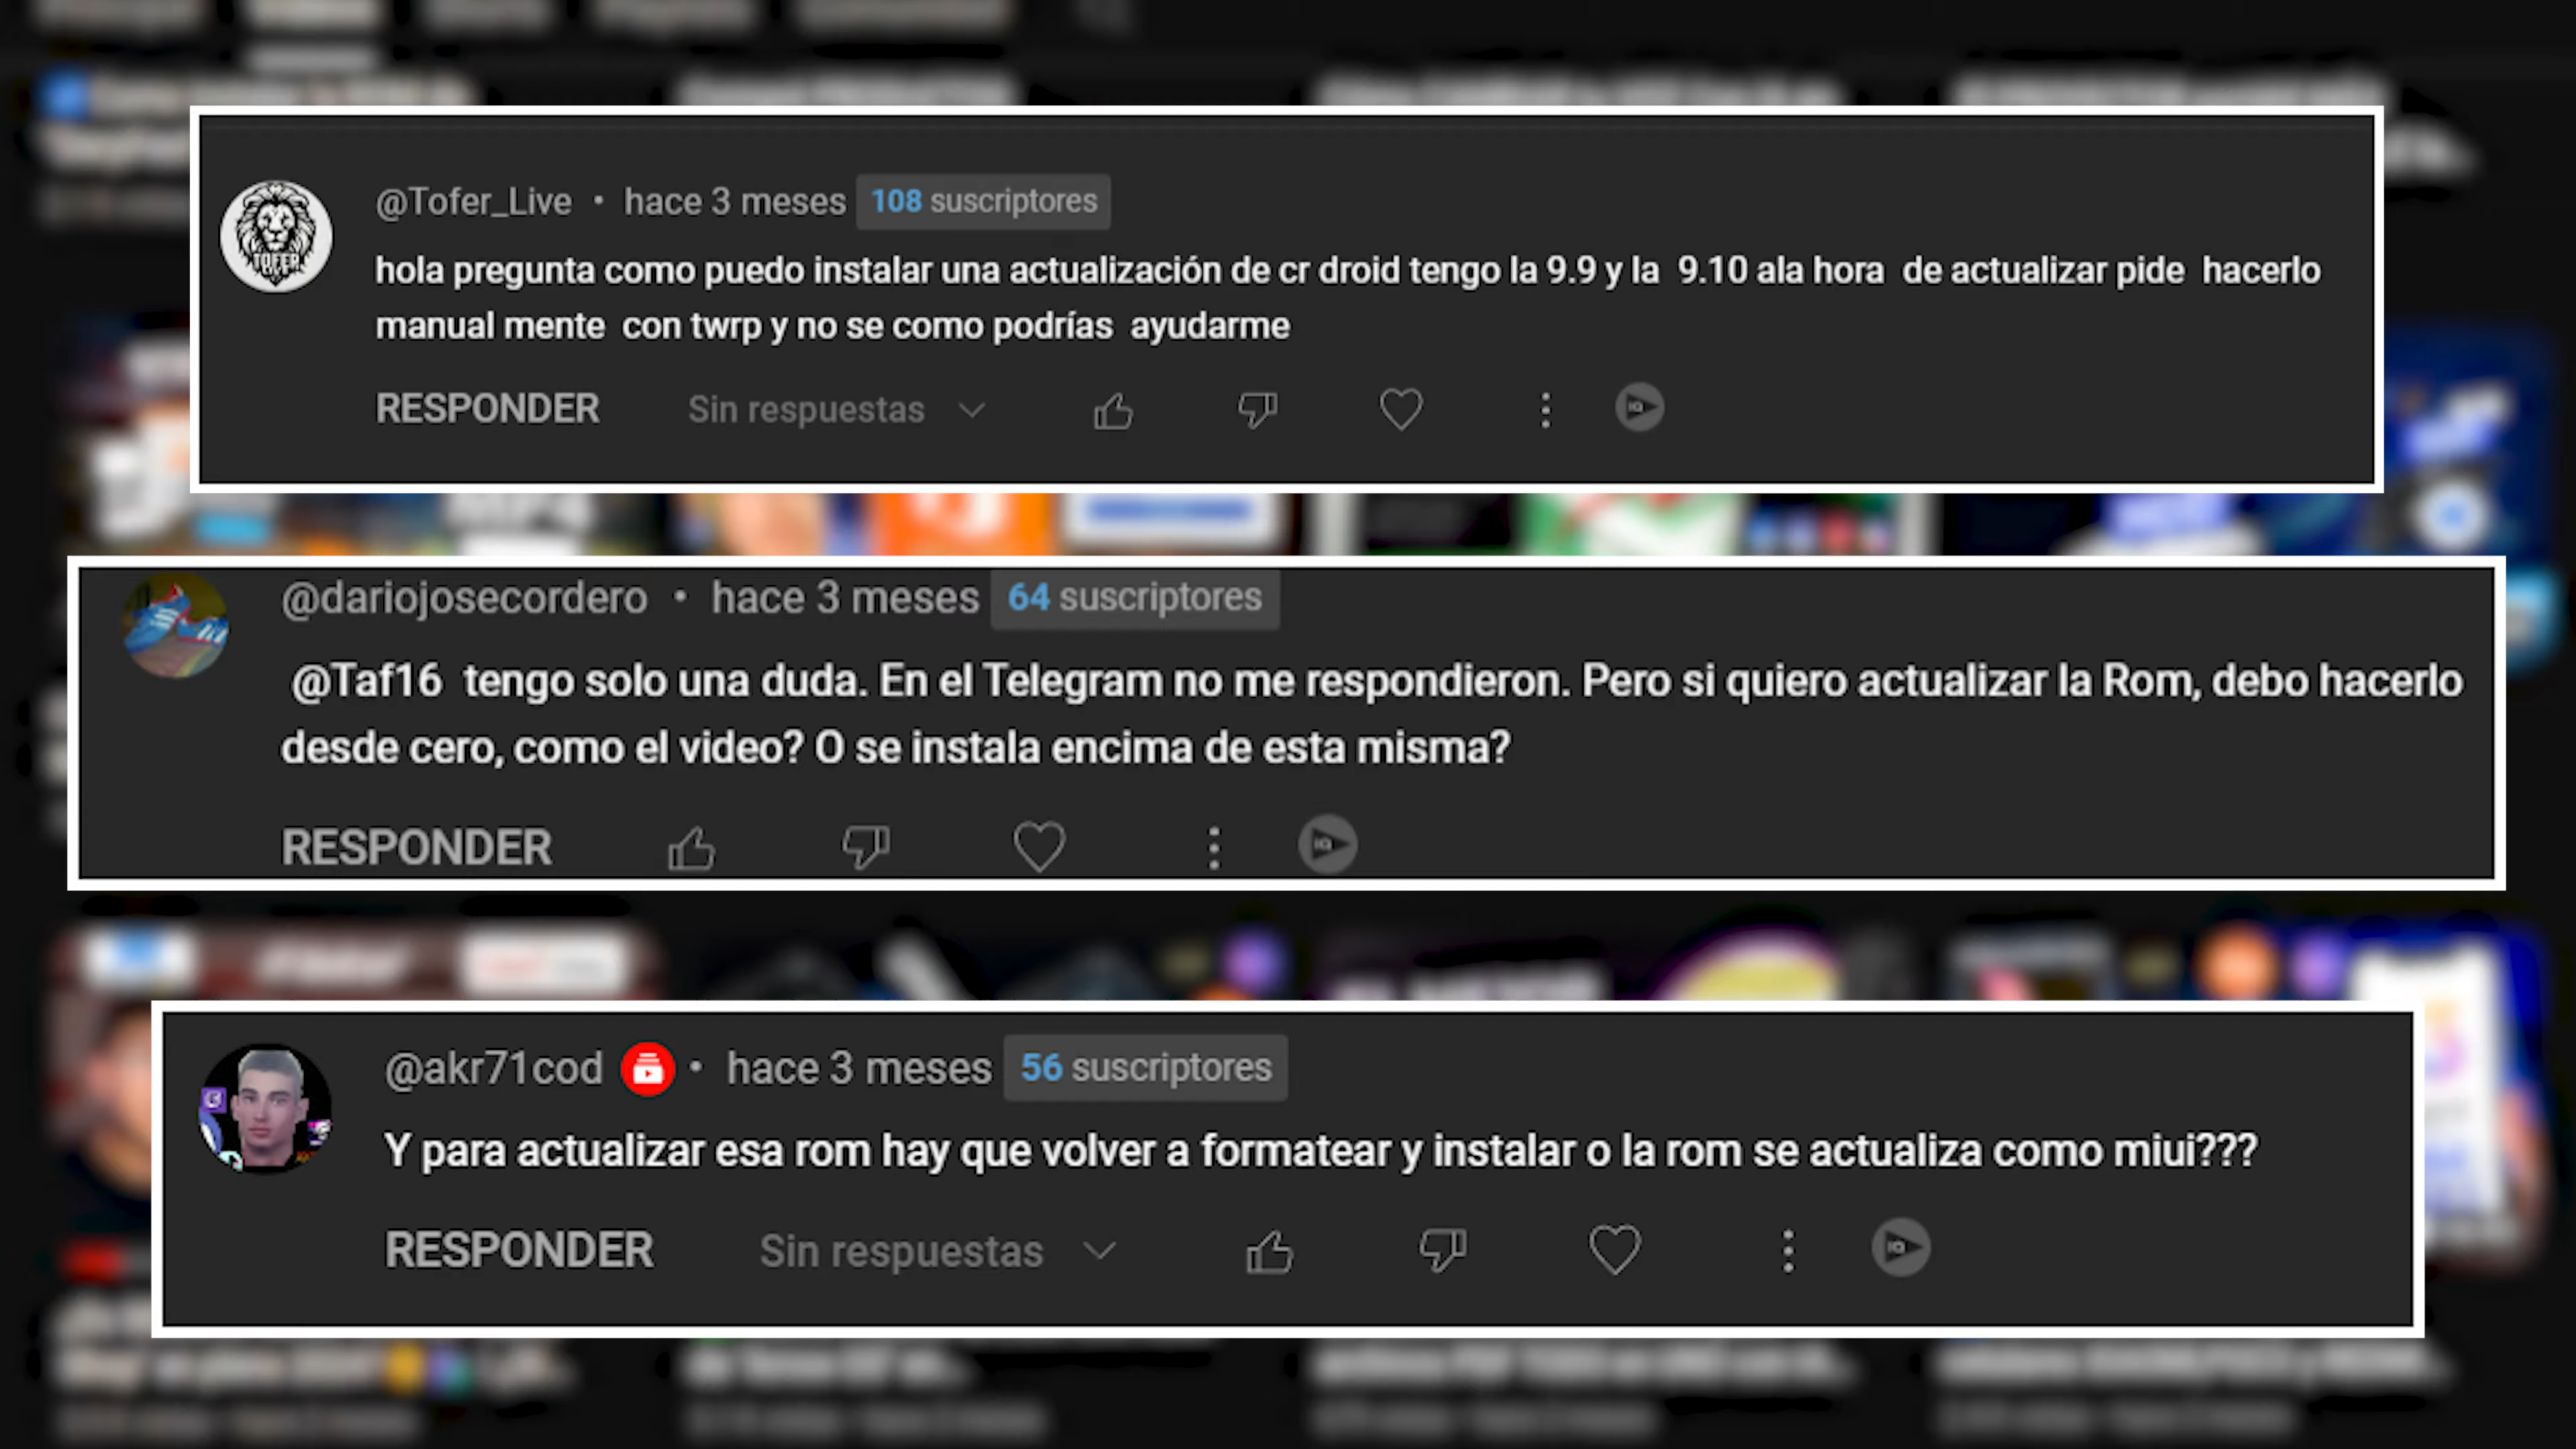 @Tofer_Live • hace 3 meses 108 suscriptores
hola pregunta como puedo instalar una actualización de cr droid tengo la 9.9 y la 9.10 ala hora de actualizar pide hacerlo
manual mente con twrp y no se como podrías ayudarme
RESPONDER Sin respuestas
MP4
@dariojosecordero • hace 3 meses 64 suscriptores
@Taf16 tengo solo una duda. En el Telegram no me respondieron. Pero si quiero actualizar la Rom, debo hacerlo
desde cero, como el video? O se instala encima de esta misma?
RESPONDER
@akr71cod • hace 3 meses 56 suscriptores
Y para actualizar esa rom hay que volver a formatear y instalar o la rom se actualiza como miui???
RESPONDER Sin respuestas